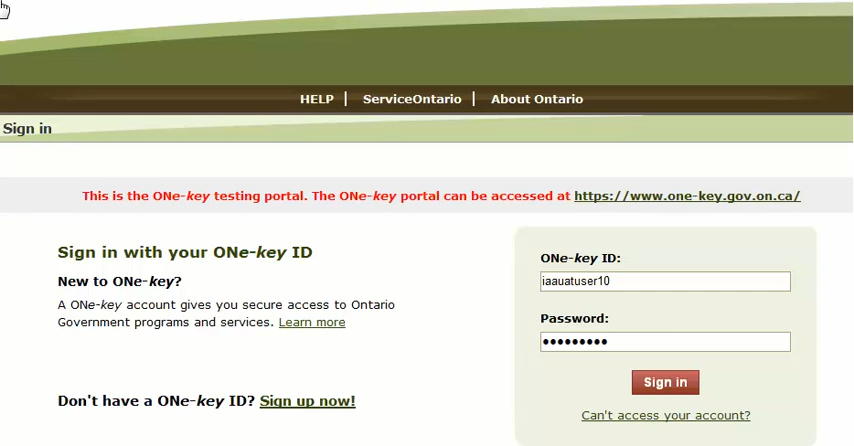 HELP | ServiceOntario | About Ontario
Sign in
This is the ONe-key testing portal. The ONe-key portal can be accessed at https://www.one-key.gov.on.ca/
Sign in with your ONe-key ID
New to ONe-key?
A ONe-key account gives you secure access to Ontario
Government programs and services. Learn more
Don't have a ONe-key ID? Sign up now!
ONe-key ID:
iaauatuser10
Password:
●●●●●●●●●
Sign in
Can't access your account?